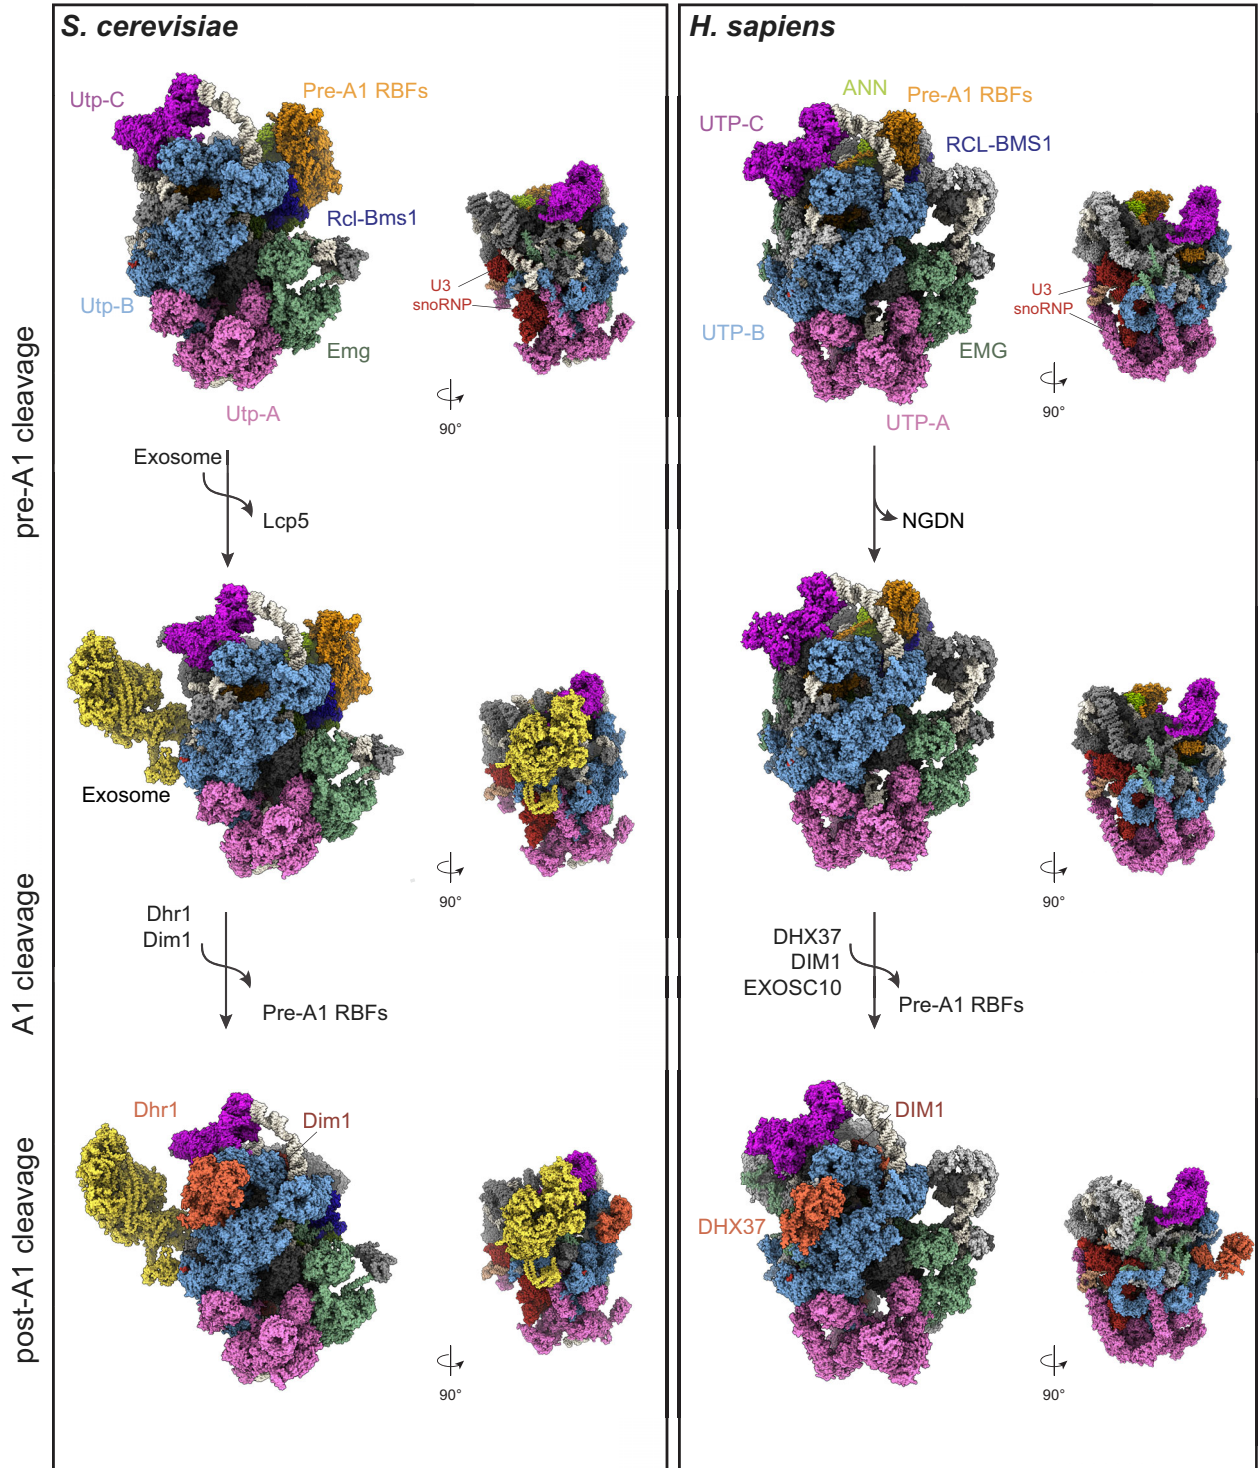 S. cerevisiae
Utp-C
Pre-A1 RBFs
Rcl-Bms1
U3
snoRNP
Utp-B
Emg
Utp-A
90°
pre-A1 cleavage
Exosome
Lcp5
Exosome
90°
A1 cleavage
Dhr1
Dim1
Pre-A1 RBFs
Dhr1
Dim1
90°
post-A1 cleavage
H. sapiens
ANN
Pre-A1 RBFs
UTP-C
RCL-BMS1
U3
snoRNP
UTP-B
EMG
UTP-A
90°
NGDN
90°
DHX37
DIM1
EXOSC10
Pre-A1 RBFs
DIM1
DHX37
90°